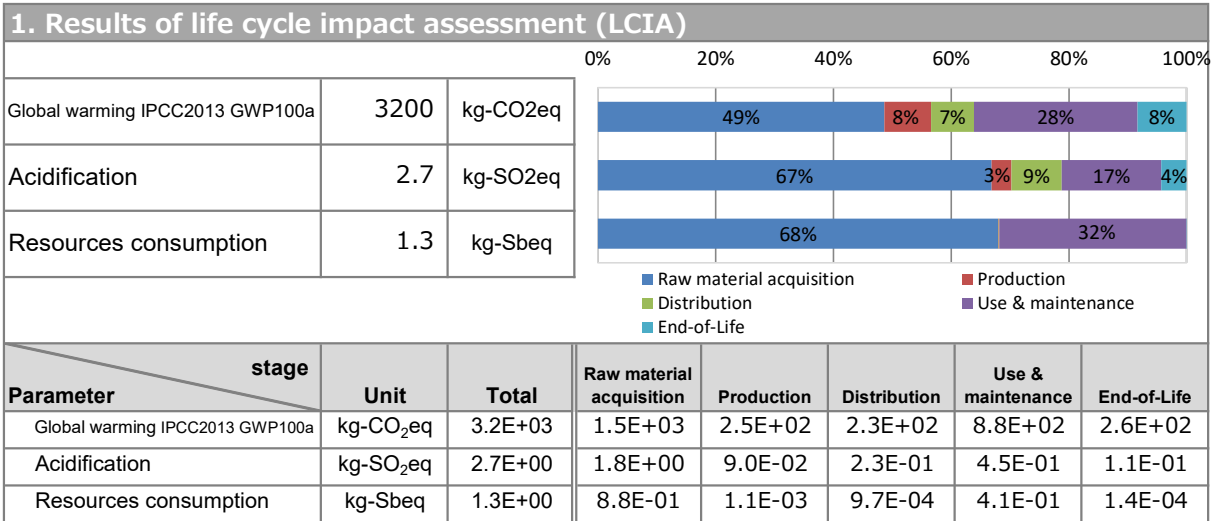 1. Results of life cycle impact assessment (LCIA)
0% 20% 40% 60% 80% 100%
Global warming IPCC2013 GWP100a 3200 kg-CO2eq
49% 8% 7% 28% 8%
Acidification 2.7 kg-SO2eq
67% 3% 9% 17% 4%
Resources consumption 1.3 kg-Sbeq
68% 32%
Raw material acquisition Production
Distribution Use & maintenance
End-of-Life
stage
Parameter Unit Total Raw material acquisition Production Distribution Use & maintenance End-of-Life
Global warming IPCC2013 GWP100a kg-CO₂eq 3.2E+03 1.5E+03 2.5E+02 2.3E+02 8.8E+02 2.6E+02
Acidification kg-SO₂eq 2.7E+00 1.8E+00 9.0E-02 2.3E-01 4.5E-01 1.1E-01
Resources consumption kg-Sbeq 1.3E+00 8.8E-01 1.1E-03 9.7E-04 4.1E-01 1.4E-04